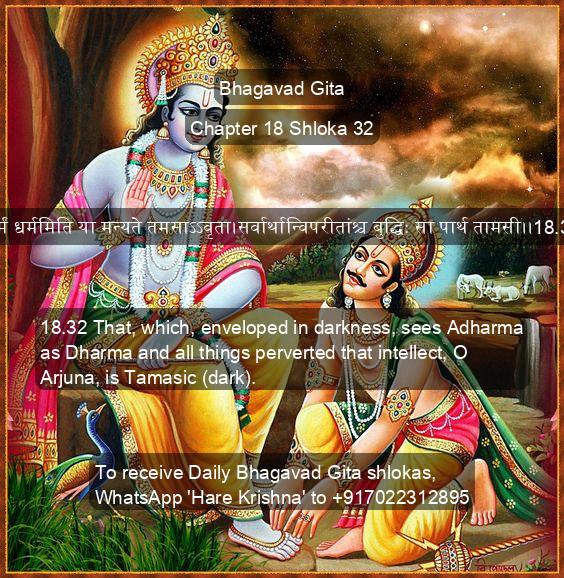 Bhagavad Gita
Chapter 18 Shloka 32
धर्ममिति या मन्यते तमसाऽऽवृता।सर्वार्थान्विपरीतांश्च बुद्धिः सा पार्थ तामसी।।18.3
18.32 That, which, enveloped in darkness, sees Adharma
as Dharma and all things perverted that intellect, O
Arjuna, is Tamasic (dark).
To receive Daily Bhagavad Gita shlokas,
WhatsApp 'Hare Krishna' to +917022312895